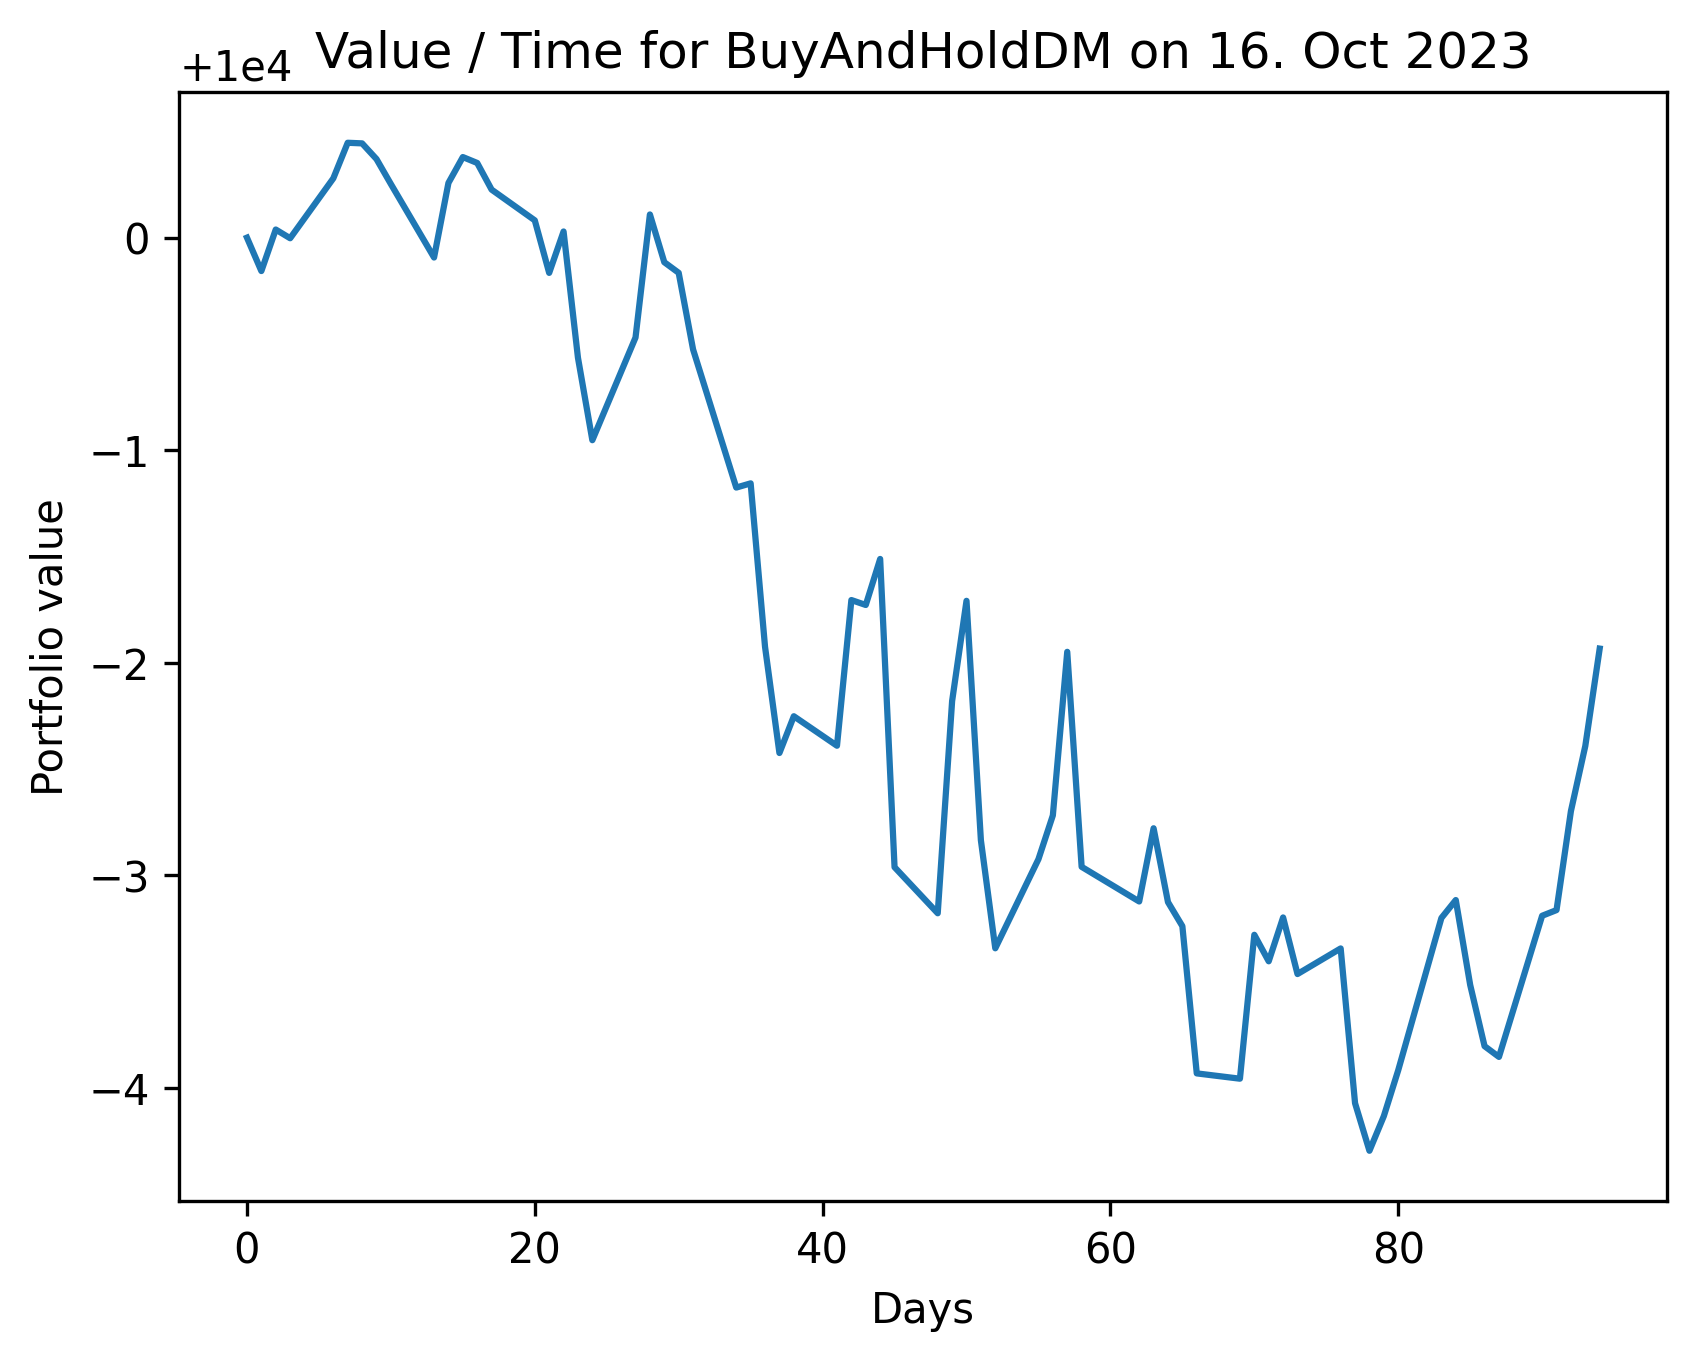 Value / Time for BuyAndHoldDM on 16. Oct 2023
+1e4
0
−1
−2
−3
−4
Portfolio value
0 20 40 60 80
Days